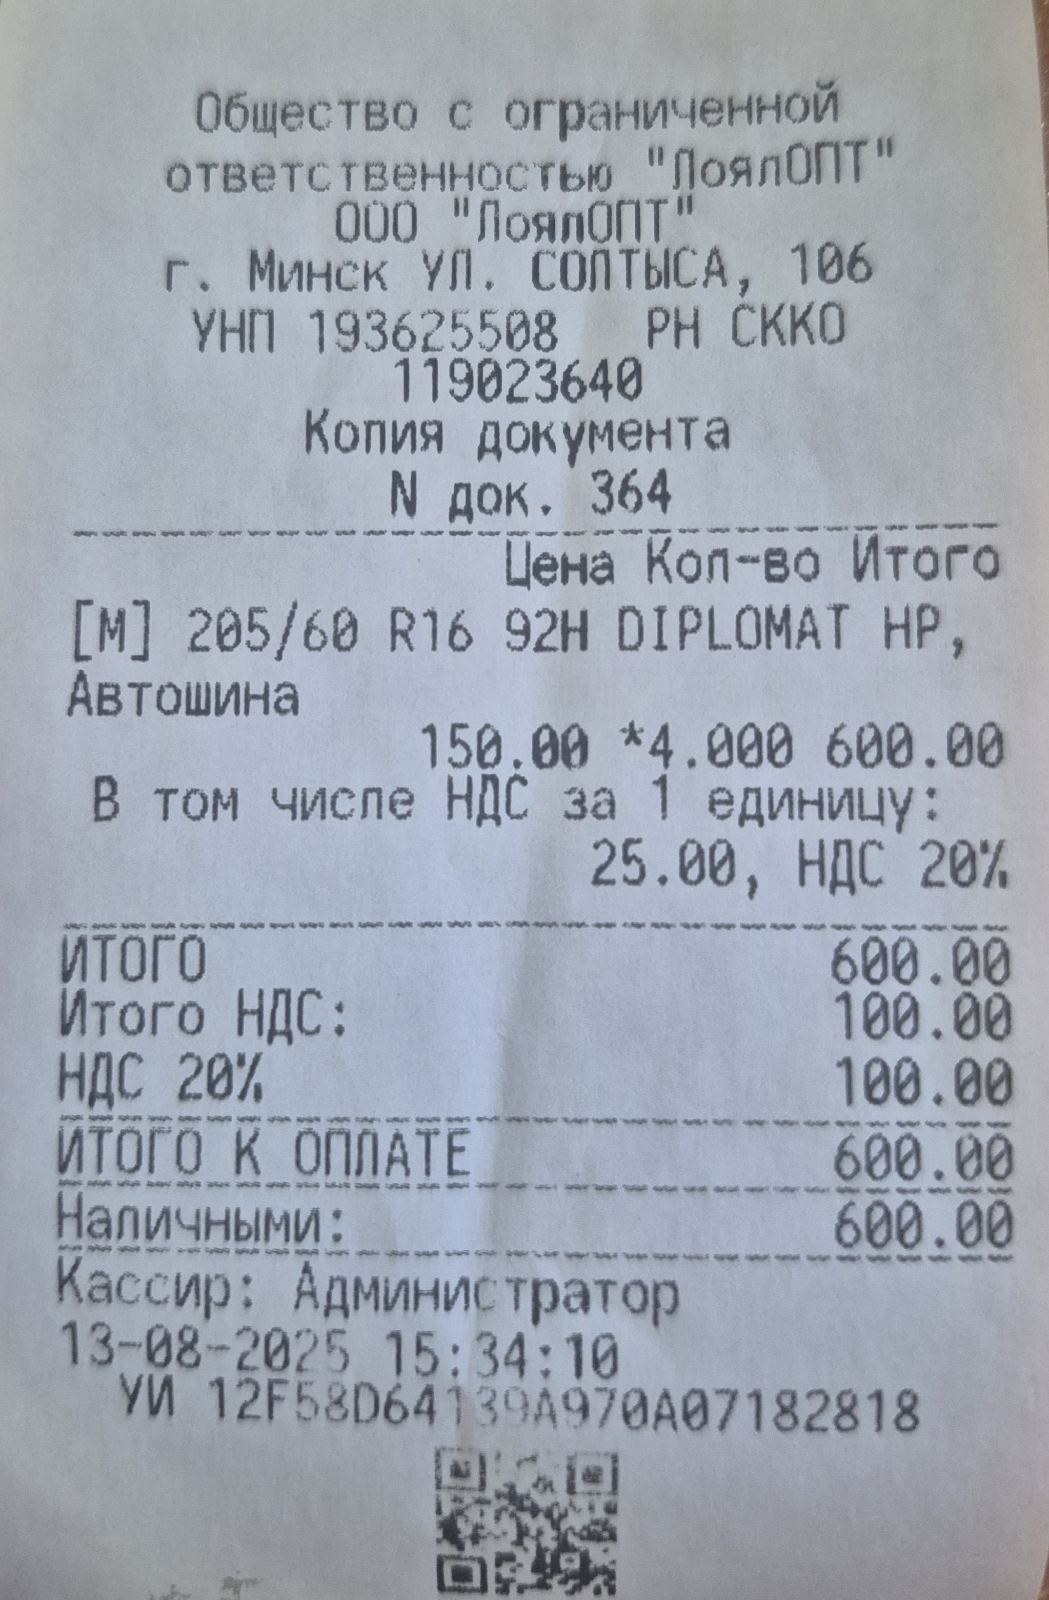 Общество с ограниченной
ответственностью "ЛоялОПТ"
ООО "ЛоялОПТ"
г. Минск УЛ. СОЛТЫСА, 106
УНП 193625508 РН СККО
119023640
Копия документа
N док. 364
Цена Кол-во Итого
[М] 205/60 R16 92H DIPLOMAT HP,
Автошина
150.00 *4.000 600.00
В том числе НДС за 1 единицу:
25.00, НДС 20%
ИТОГО 600.00
Итого НДС: 100.00
НДС 20% 100.00
ИТОГО К ОПЛАТЕ 600.00
Наличными: 600.00
Кассир: Администратор
13-08-2025 15:34:10
УИ 12F58D64139A970A07182818